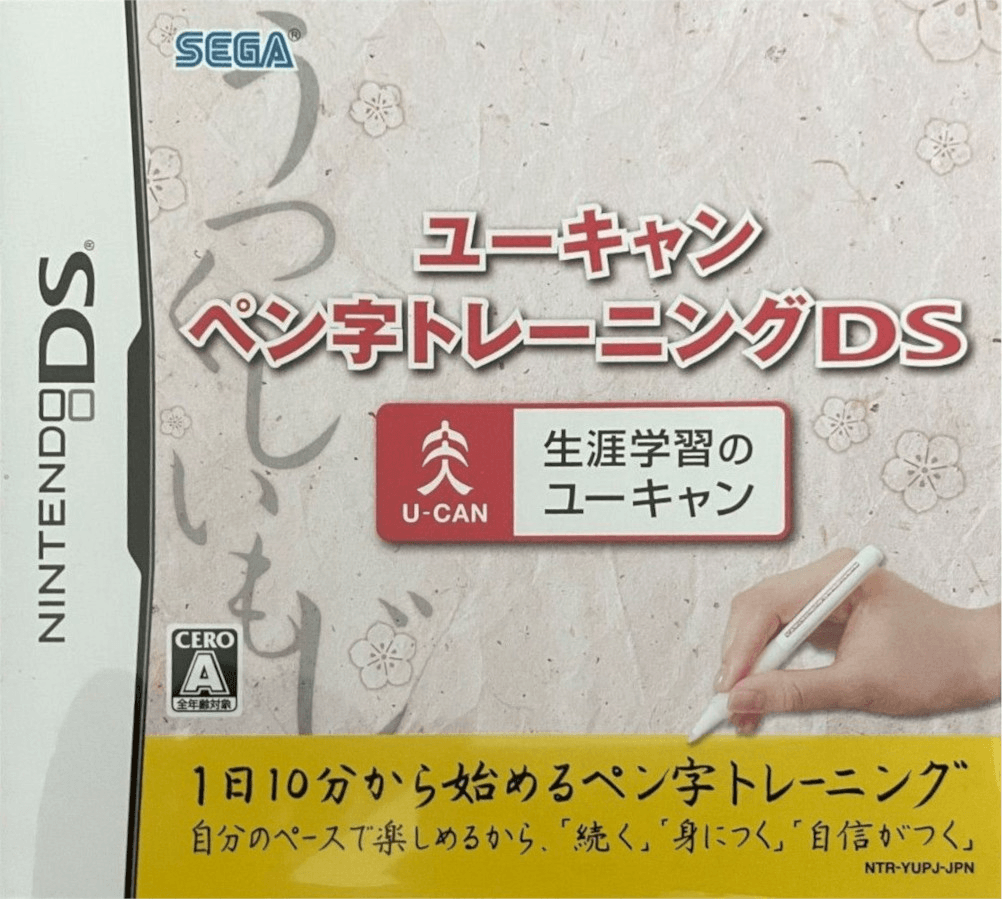 SEGA®
NINTENDO DS®
うつくしいもじ
ユーキャン
ペン字トレーニングDS
U-CAN
生涯学習の
ユーキャン
CERO
A
全年齢対象
1日10分から始めるペン字トレーニング
自分のペースで楽しめるから、「続く」「身につく」「自信がつく」
NTR-YUPJ-JPN